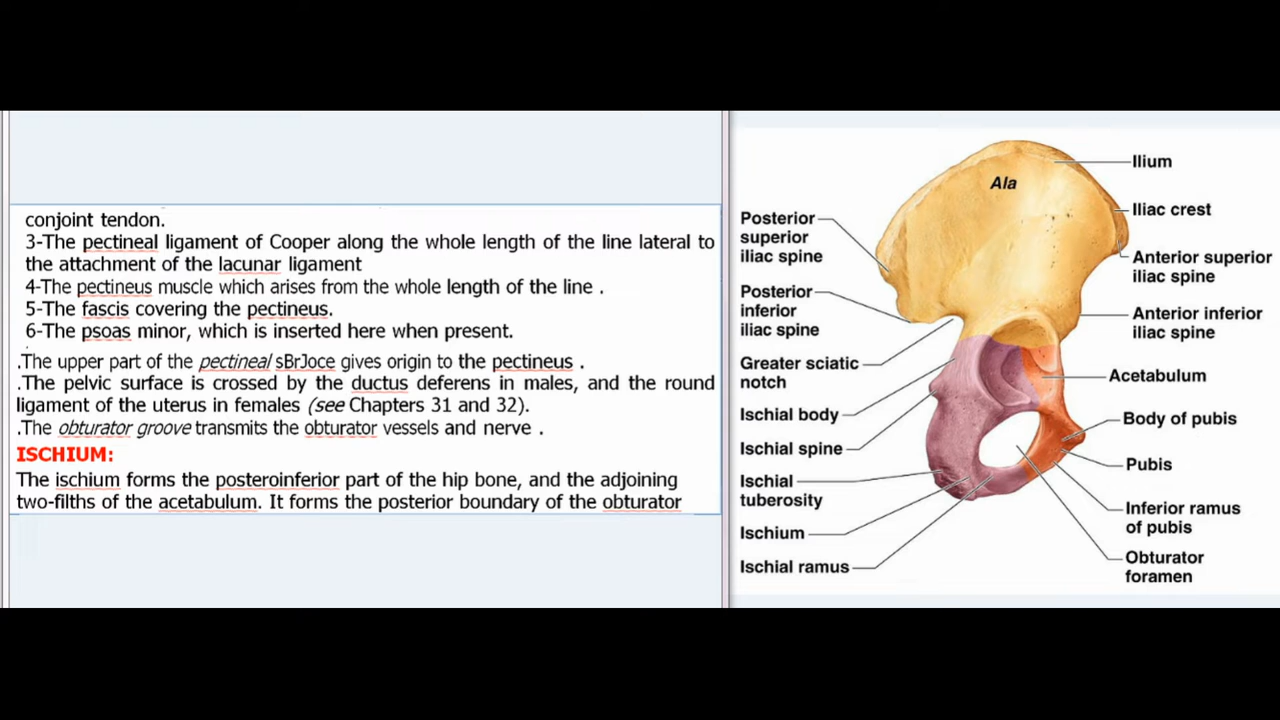 conjoint tendon.
3-The pectineal ligament of Cooper along the whole length of the line lateral to
the attachment of the lacunar ligament
4-The pectineus muscle which arises from the whole length of the line .
5-The fascis covering the pectineus.
6-The psoas minor, which is inserted here when present.
.The upper part of the pectineal sBrJoce gives origin to the pectineus .
.The pelvic surface is crossed by the ductus deferens in males, and the round
ligament of the uterus in females (see Chapters 31 and 32).
.The obturator groove transmits the obturator vessels and nerve .
ISCHIUM:
The ischium forms the posteroinferior part of the hip bone, and the adjoining
two-filths of the acetabulum. It forms the posterior boundary of the obturator
Ala
Posterior
superior
iliac spine
Posterior
inferior
iliac spine
Greater sciatic
notch
Ischial body
Ischial spine
Ischial
tuberosity
Ischium
Ischial ramus
Ilium
Iliac crest
Anterior superior
iliac spine
Anterior inferior
iliac spine
Acetabulum
Body of pubis
Pubis
Inferior ramus
of pubis
Obturator
foramen